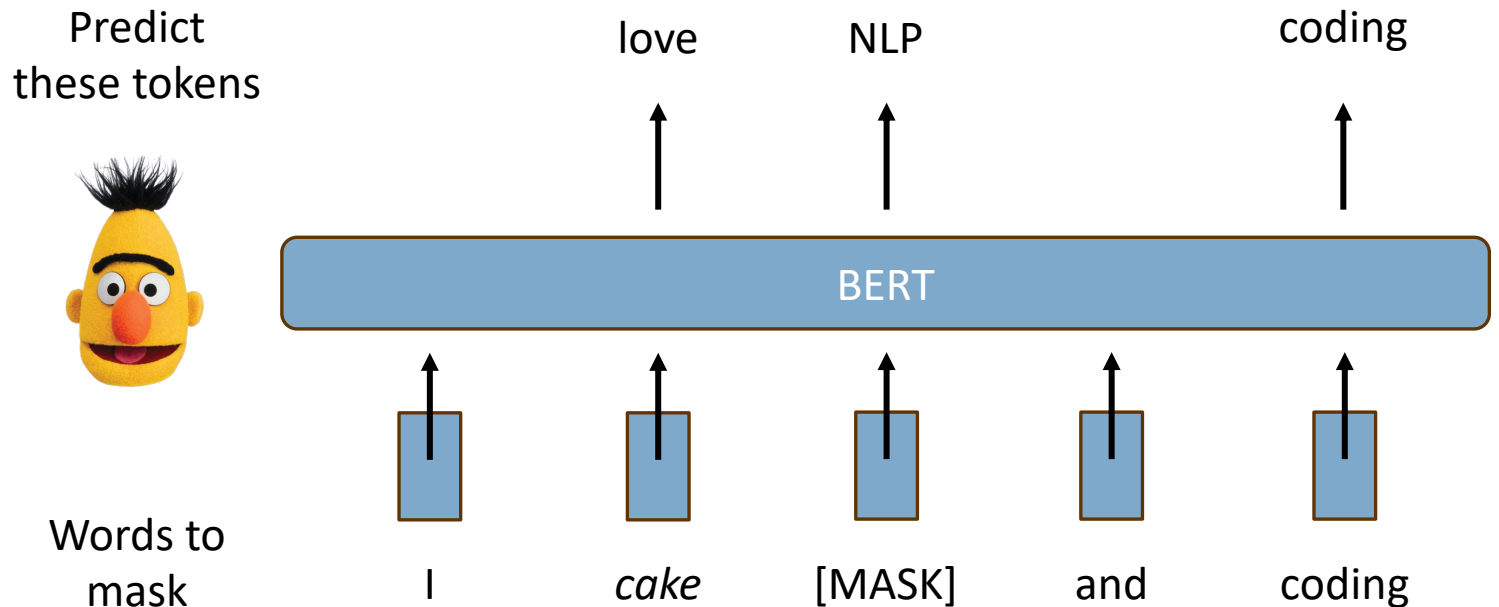 Predict
these tokens
love NLP coding
BERT
Words to
mask
I cake [MASK] and coding